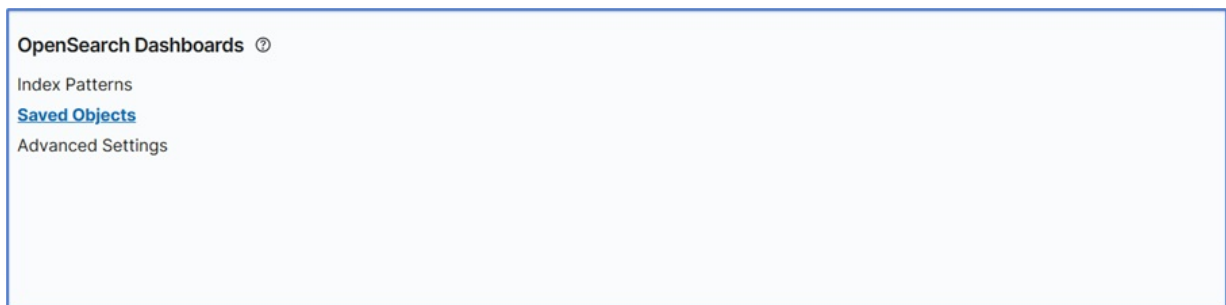 OpenSearch Dashboards
Index Patterns
Saved Objects
Advanced Settings